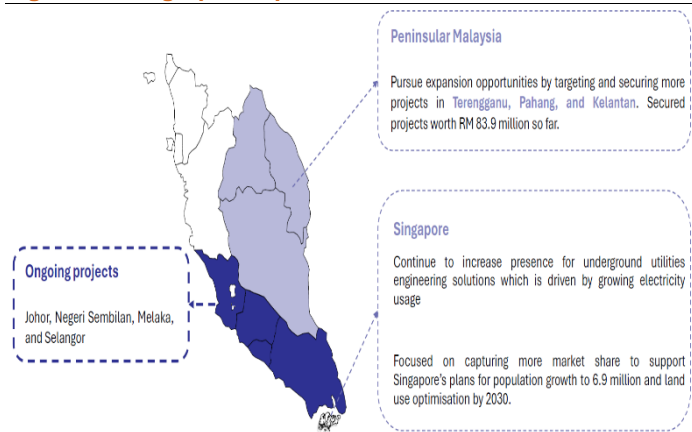 Peninsular Malaysia
Pursue expansion opportunities by targeting and securing more
projects in Terengganu, Pahang, and Kelantan. Secured
projects worth RM 83.9 million so far.
Singapore
Continue to increase presence for underground utilities
engineering solutions which is driven by growing electricity
usage
Focused on capturing more market share to support
Singapore's plans for population growth to 6.9 million and land
use optimisation by 2030.
Ongoing projects
Johor, Negeri Sembilan, Melaka,
and Selangor